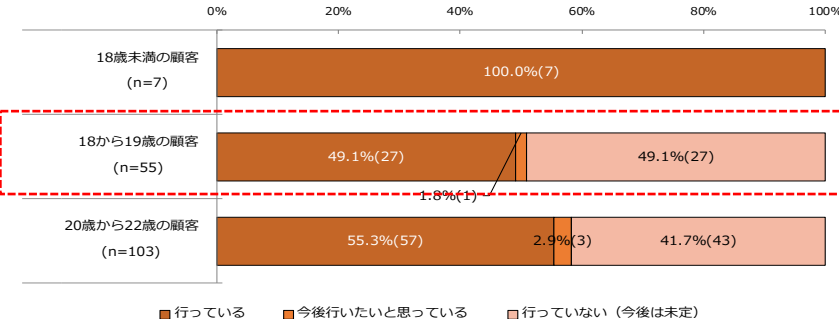 0% 20% 40% 60% 80% 100%
18歳未満の顧客
(n=7)
100.0%(7)
18から19歳の顧客
(n=55)
49.1%(27)
1.8%(1)
49.1%(27)
20歳から22歳の顧客
(n=103)
55.3%(57)
2.9%(3)
41.7%(43)
行っている 今後行いたいと思っている 行っていない（今後は未定）